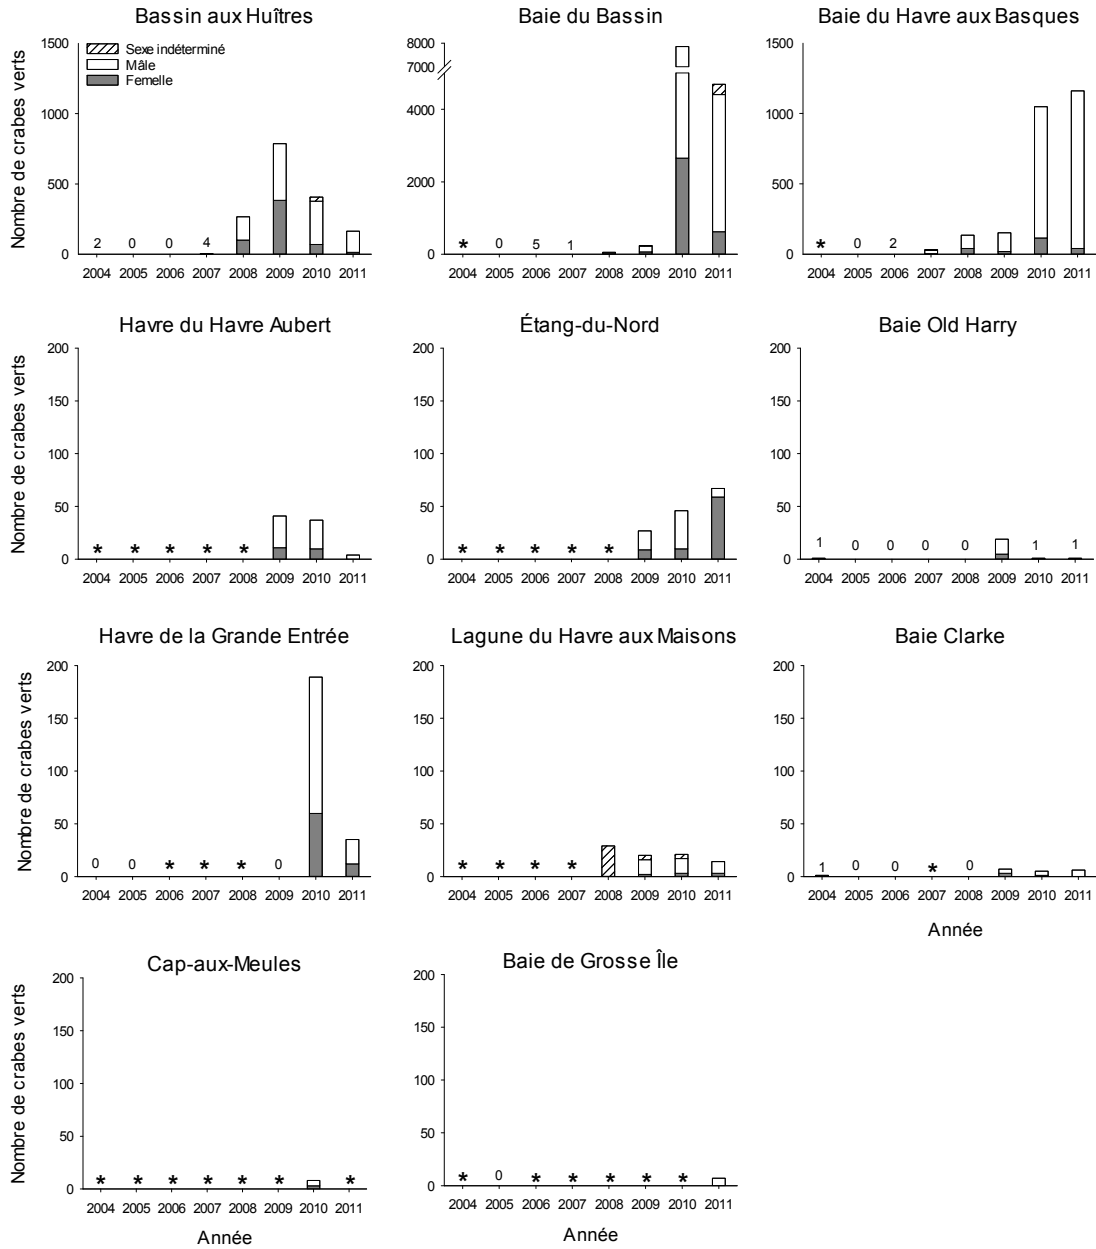 Bassin aux Huîtres
Baie du Bassin
Baie du Havre aux Basques
Nombre de crabes verts
1500
1000
500
0
Sexe indéterminé
Mâle
Femelle
2 0 0 4
2004 2005 2006 2007 2008 2009 2010 2011
8000
7000
4000
2000
0
* 0 5 1
2004 2005 2006 2007 2008 2009 2010 2011
1500
1000
500
0
* 0 2
2004 2005 2006 2007 2008 2009 2010 2011
Havre du Havre Aubert
Étang-du-Nord
Baie Old Harry
Nombre de crabes verts
200
150
100
50
0
* * * * *
2004 2005 2006 2007 2008 2009 2010 2011
200
150
100
50
0
* * * * *
2004 2005 2006 2007 2008 2009 2010 2011
200
150
100
50
0
1 0 0 0 0 1 1
2004 2005 2006 2007 2008 2009 2010 2011
Havre de la Grande Entrée
Lagune du Havre aux Maisons
Baie Clarke
Nombre de crabes verts
200
150
100
50
0
0 0 * * * 0
2004 2005 2006 2007 2008 2009 2010 2011
200
150
100
50
0
* * * *
2004 2005 2006 2007 2008 2009 2010 2011
200
150
100
50
0
1 0 0 * 0
2004 2005 2006 2007 2008 2009 2010 2011
Année
Cap-aux-Meules
Baie de Grosse Île
Nombre de crabes verts
200
150
100
50
0
* * * * * * *
2004 2005 2006 2007 2008 2009 2010 2011
Année
200
150
100
50
0
* 0 * * * * *
2004 2005 2006 2007 2008 2009 2010 2011
Année